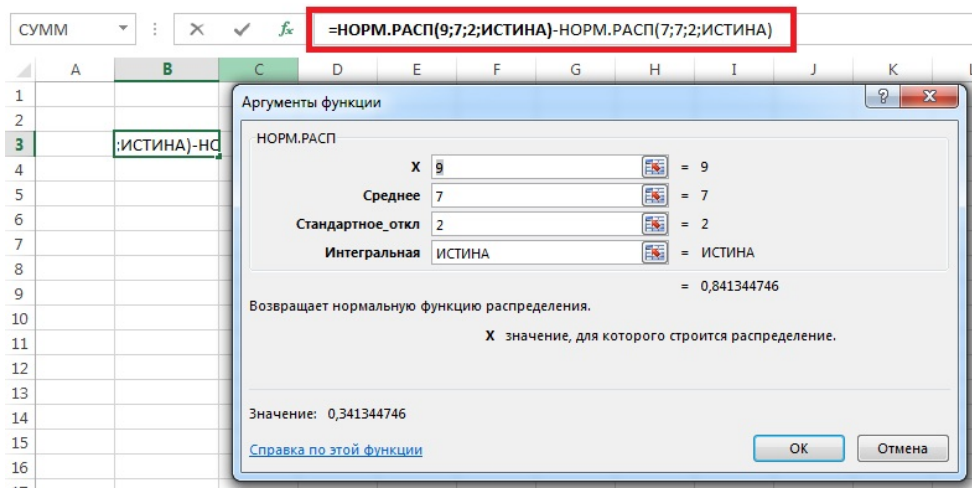 СУММ fx =НОРМ.РАСП(9;7;2;ИСТИНА)-НОРМ.РАСП(7;7;2;ИСТИНА)
A B C D E F G H I J K
1
2
3 ;ИСТИНА)-НО
4
5
6
7
8
9
10
11
12
13
14
15
16
Аргументы функции
НОРМ.РАСП
X 9 = 9
Среднее 7 = 7
Стандартное_откл 2 = 2
Интегральная ИСТИНА = ИСТИНА
= 0,841344746
Возвращает нормальную функцию распределения.
X значение, для которого строится распределение.
Значение: 0,341344746
Справка по этой функции
ОК Отмена